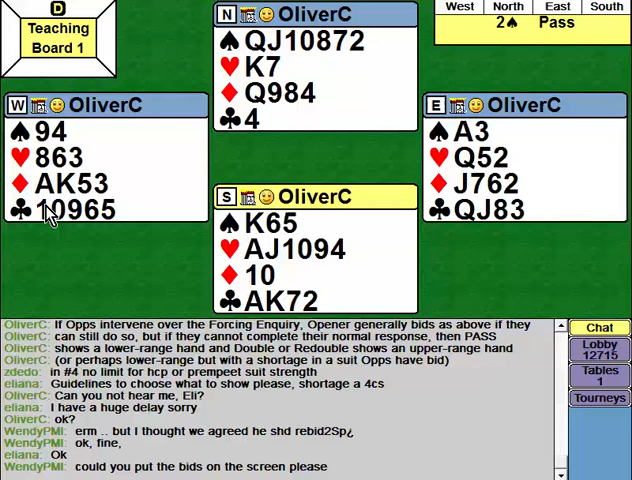 D
Teaching
Board 1
N OliverC
♠QJ10872
♥K7
♦Q984
♣4
West North East South
2♠ Pass
W OliverC
♠94
♥863
♦AK53
♣10965
E OliverC
♠A3
♥Q52
♦J762
♣QJ83
S OliverC
♠K65
♥AJ1094
♦10
♣AK72
OliverC: If Opps intervene over the Forcing Enquiry, Opener generally bids as above if they
OliverC: can still do so, but if they cannot complete their normal response, then PASS
OliverC: shows a lower-range hand and Double or Redouble shows an upper-range hand
OliverC: (or perhaps lower-range but with a shortage in a suit Opps have bid)
zdedo: in #4 no limit for hcp or prempeet suit strength
eliana: Guidelines to choose what to show please, shortage a 4cs
OliverC: Can you not hear me, Eli?
eliana: I have a huge delay sorry
OliverC: ok?
WendyPMI: erm .. but I thought we agreed he shd rebid2Sp¿
WendyPMI: ok, fine,
eliana: Ok
WendyPMI: could you put the bids on the screen please
Chat
Lobby
12715
Tables
1
Tourneys